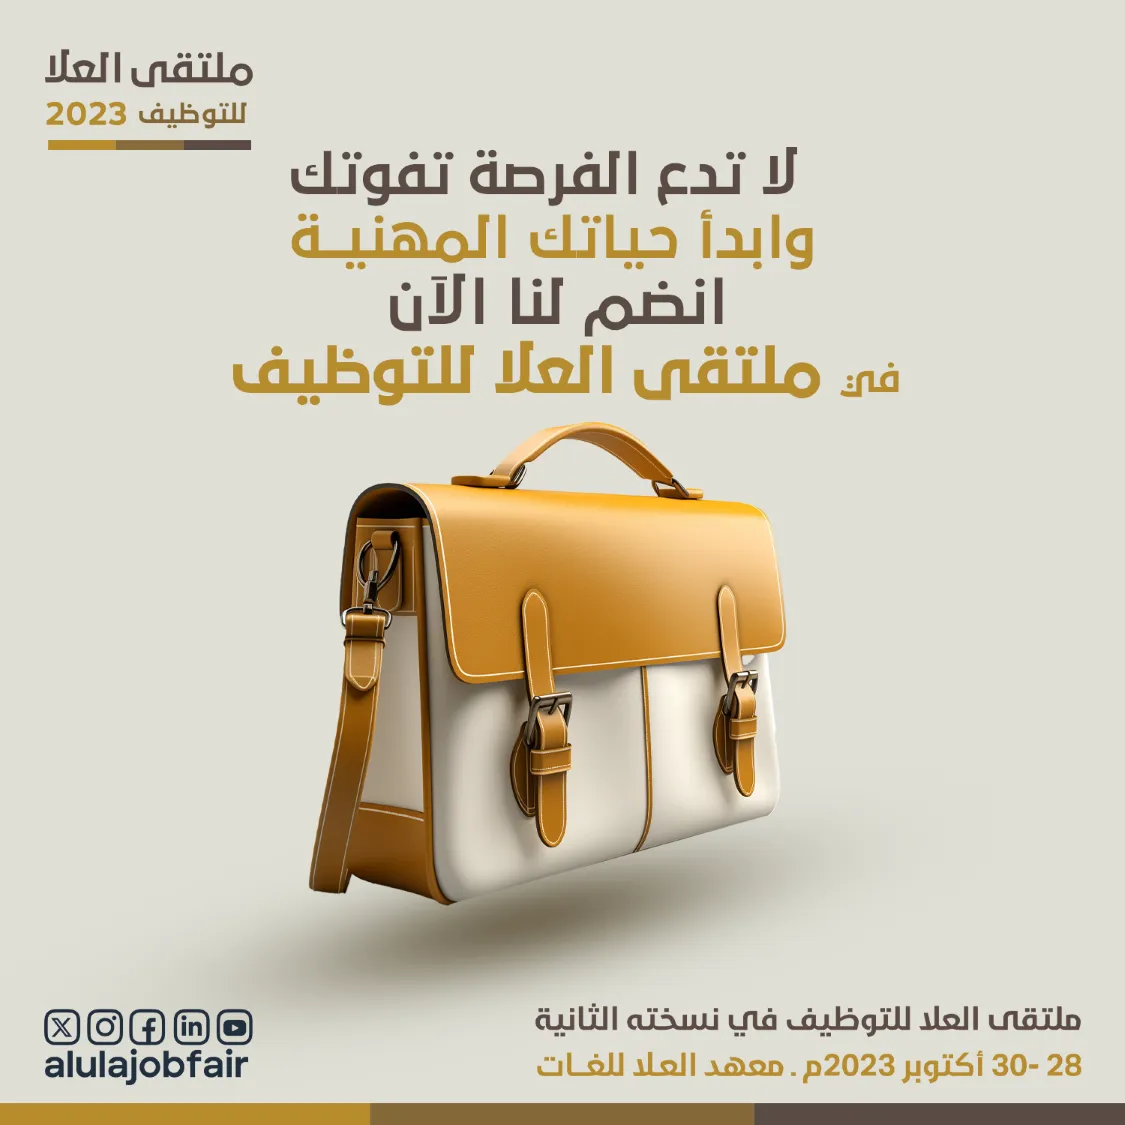 ملتقى العلا
للتوظيف 2023
لا تدع الفرصة تفوتك
وابدأ حياتك المهنيـة
انضم لنا الآن
في: ملتقى العلا للتوظيف
ملتقى العلا للتوظيف في نسخته الثانية
28 -30 أكتوبر 2023م . معهد العـلا للغـات
alulajobfair